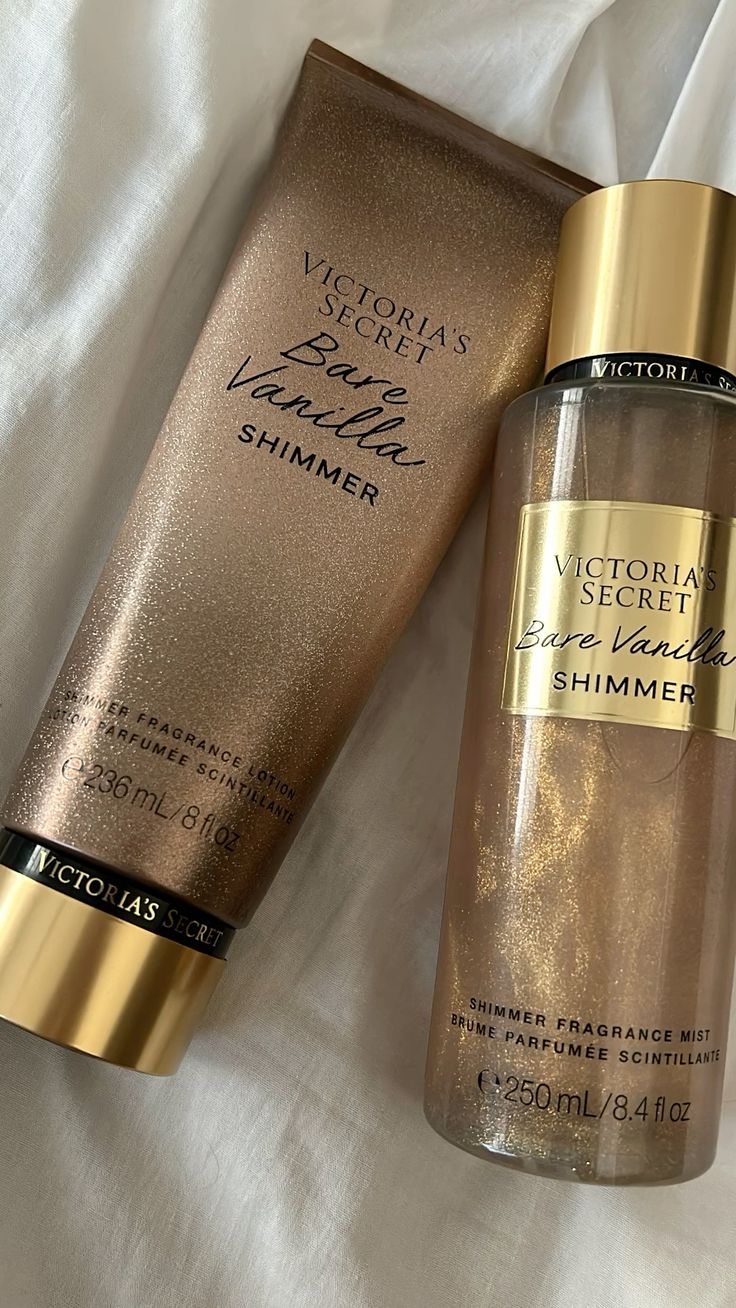 VICTORIA'S
SECRET
Bare
Vanilla
SHIMMER
SHIMMER FRAGRANCE LOTION
LOTION PARFUMÉE SCINTILLANTE
℮ 236 mL/8 fl oz
VICTORIA'S SECRET
VICTORIA'S SE
VICTORIA'S
SECRET
Bare Vanilla
SHIMMER
SHIMMER FRAGRANCE MIST
BRUME PARFUMÉE SCINTILLANTE
℮ 250 mL/8.4 fl oz